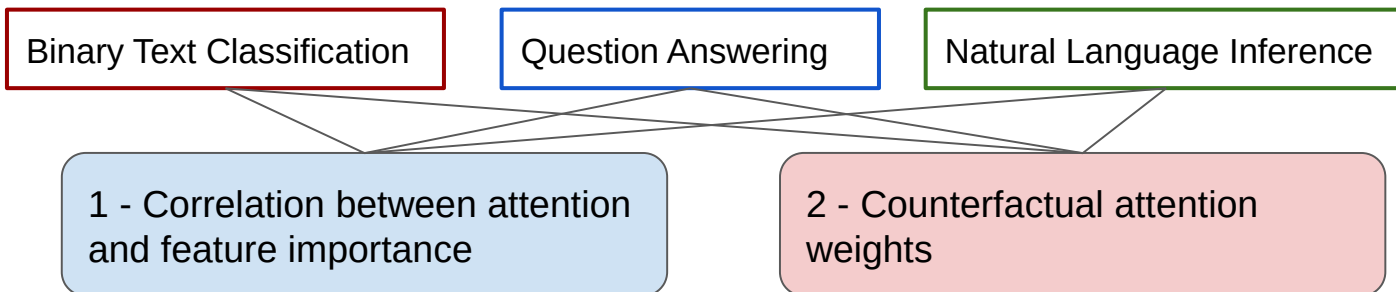 Binary Text Classification
Question Answering
Natural Language Inference
1 - Correlation between attention
and feature importance
2 - Counterfactual attention
weights